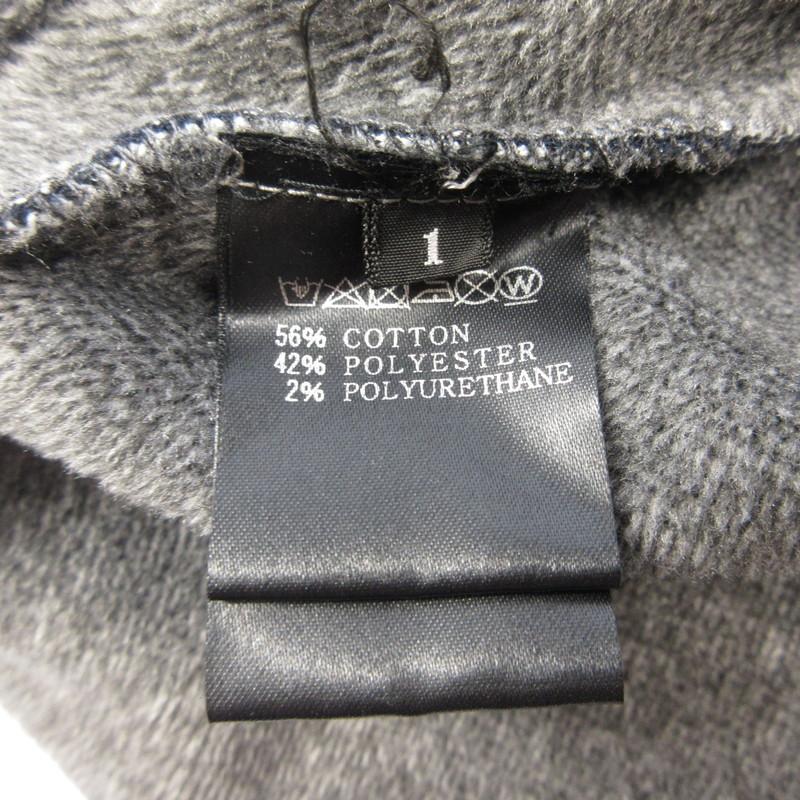 1
W
56% COTTON
42% POLYESTER
2% POLYURETHANE